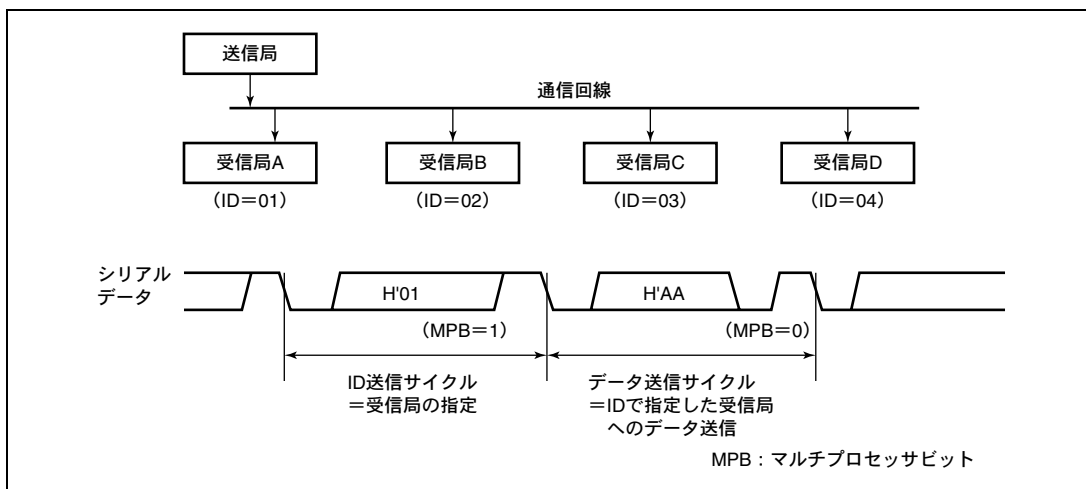 送信局
通信回線
受信局A 受信局B 受信局C 受信局D
（ID＝01） （ID＝02） （ID＝03） （ID＝04）
シリアル
データ
H'01 H'AA
（MPB＝1） （MPB＝0）
ID送信サイクル
＝受信局の指定
データ送信サイクル
＝IDで指定した受信局
へのデータ送信
MPB：マルチプロセッサビット